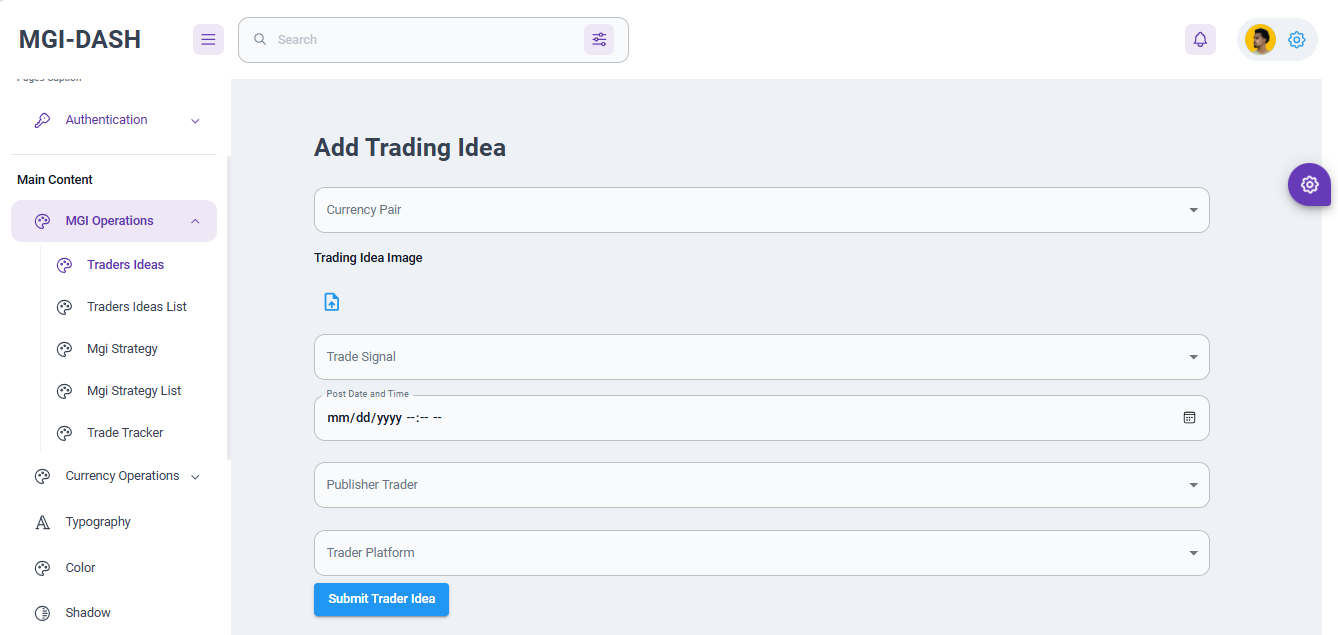 MGI-DASH
Search
Pages Caption
Authentication
Main Content
MGI Operations
Traders Ideas
Traders Ideas List
Mgi Strategy
Mgi Strategy List
Trade Tracker
Currency Operations
Typography
Color
Shadow
Add Trading Idea
Currency Pair
Trading Idea Image
Trade Signal
Post Date and Time
mm/dd/yyyy --:-- --
Publisher Trader
Trader Platform
Submit Trader Idea